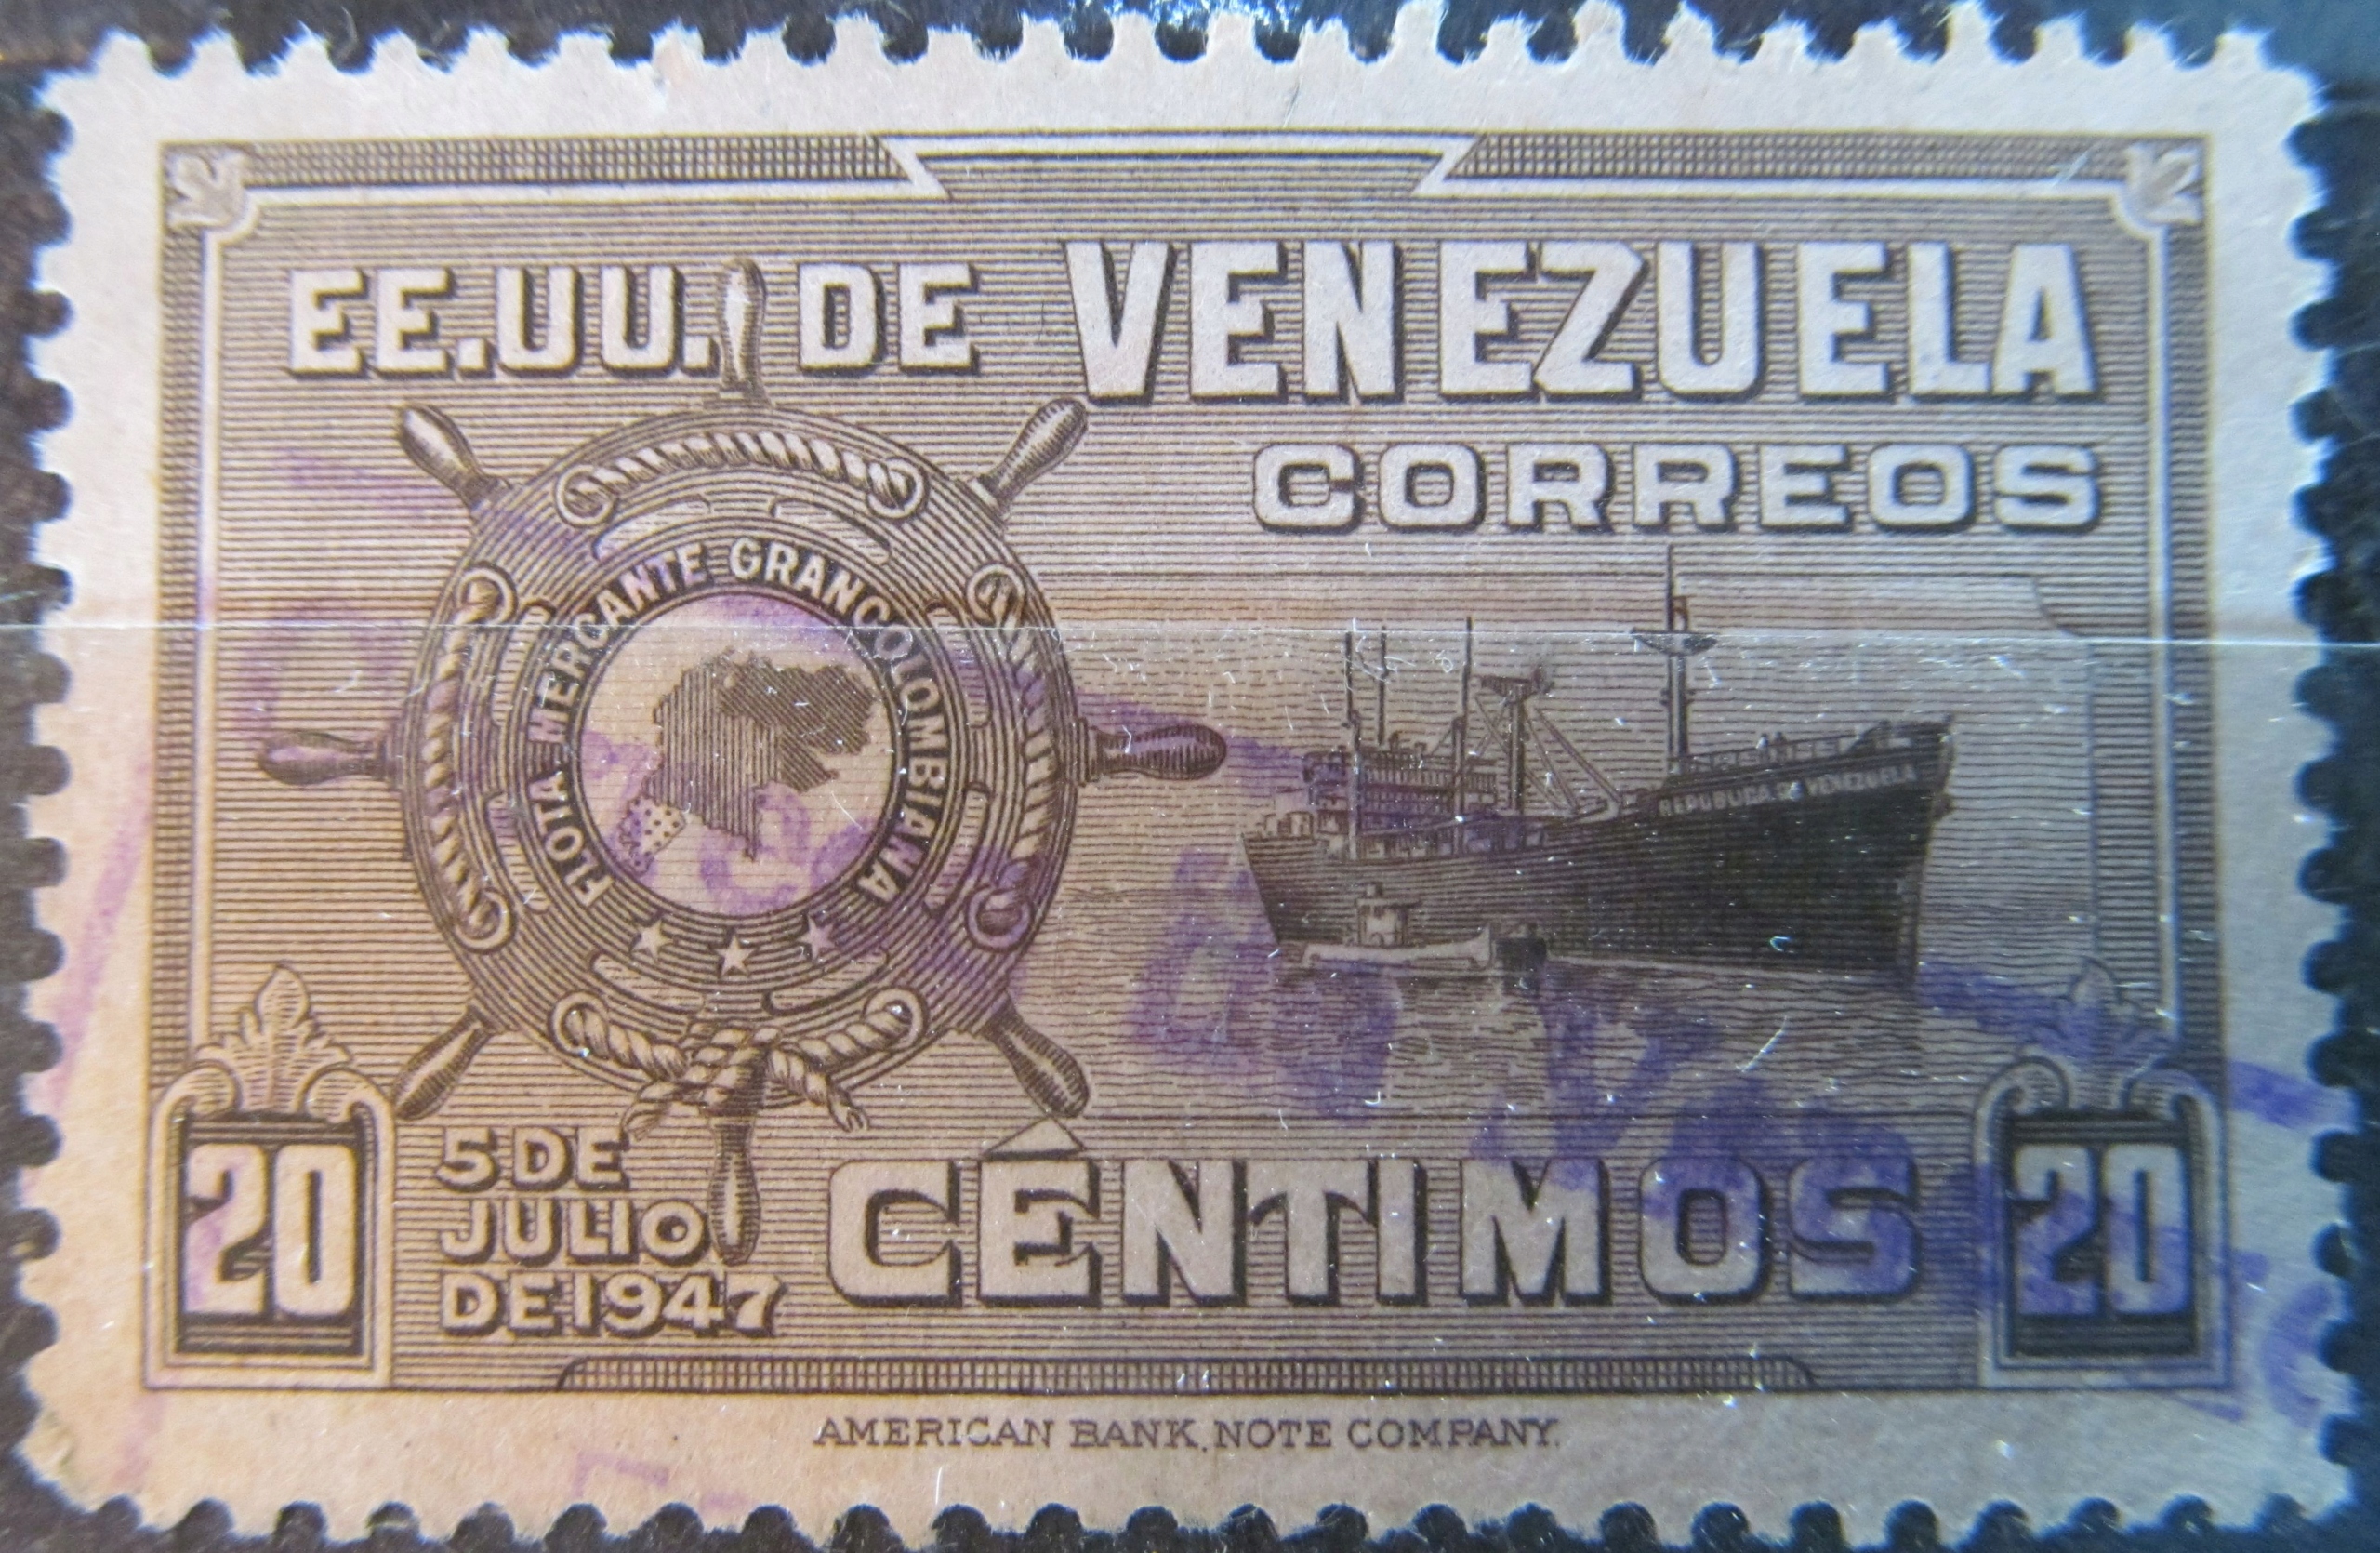 EE.UU. DE VENEZUELA
CORREOS
FLOTA MERCANTE GRANCOLOMBIANA
REPUBLICA DE VENEZUELA
20
5 DE
JULIO
DE 1947
CÉNTIMOS
20
AMERICAN BANK NOTE COMPANY.